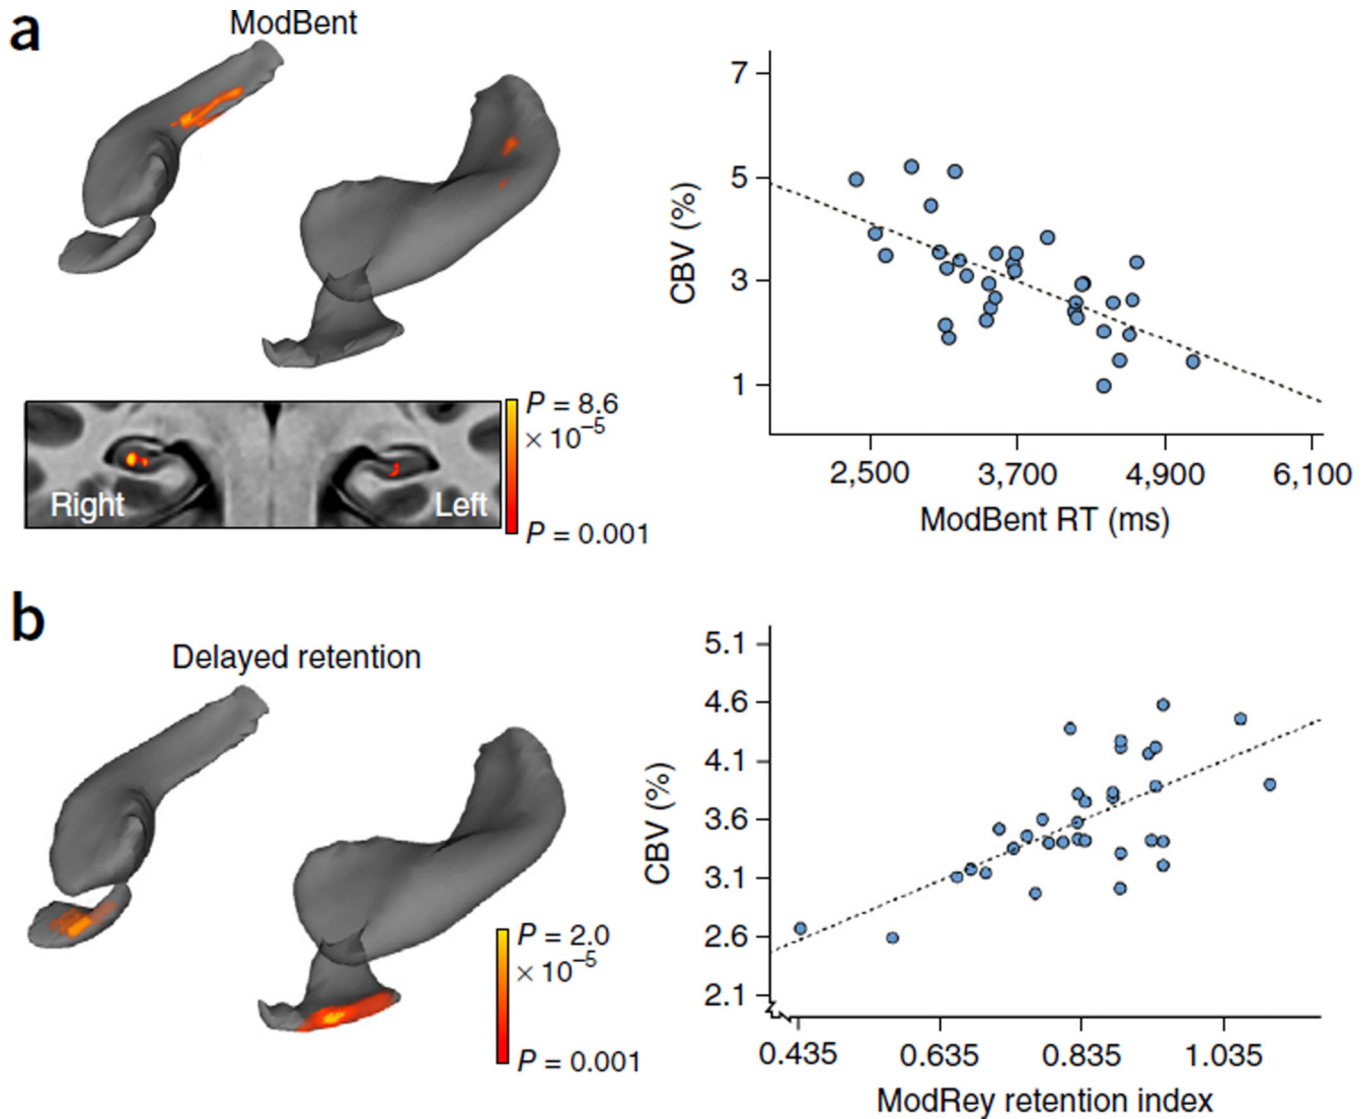 a
ModBent
Right
Left
P = 8.6
× 10⁻⁵
P = 0.001
7
5
3
1
CBV (%)
2,500 3,700 4,900 6,100
ModBent RT (ms)
b
Delayed retention
P = 2.0
× 10⁻⁵
P = 0.001
5.1
4.6
4.1
3.6
3.1
2.6
2.1
CBV (%)
0.435 0.635 0.835 1.035
ModRey retention index